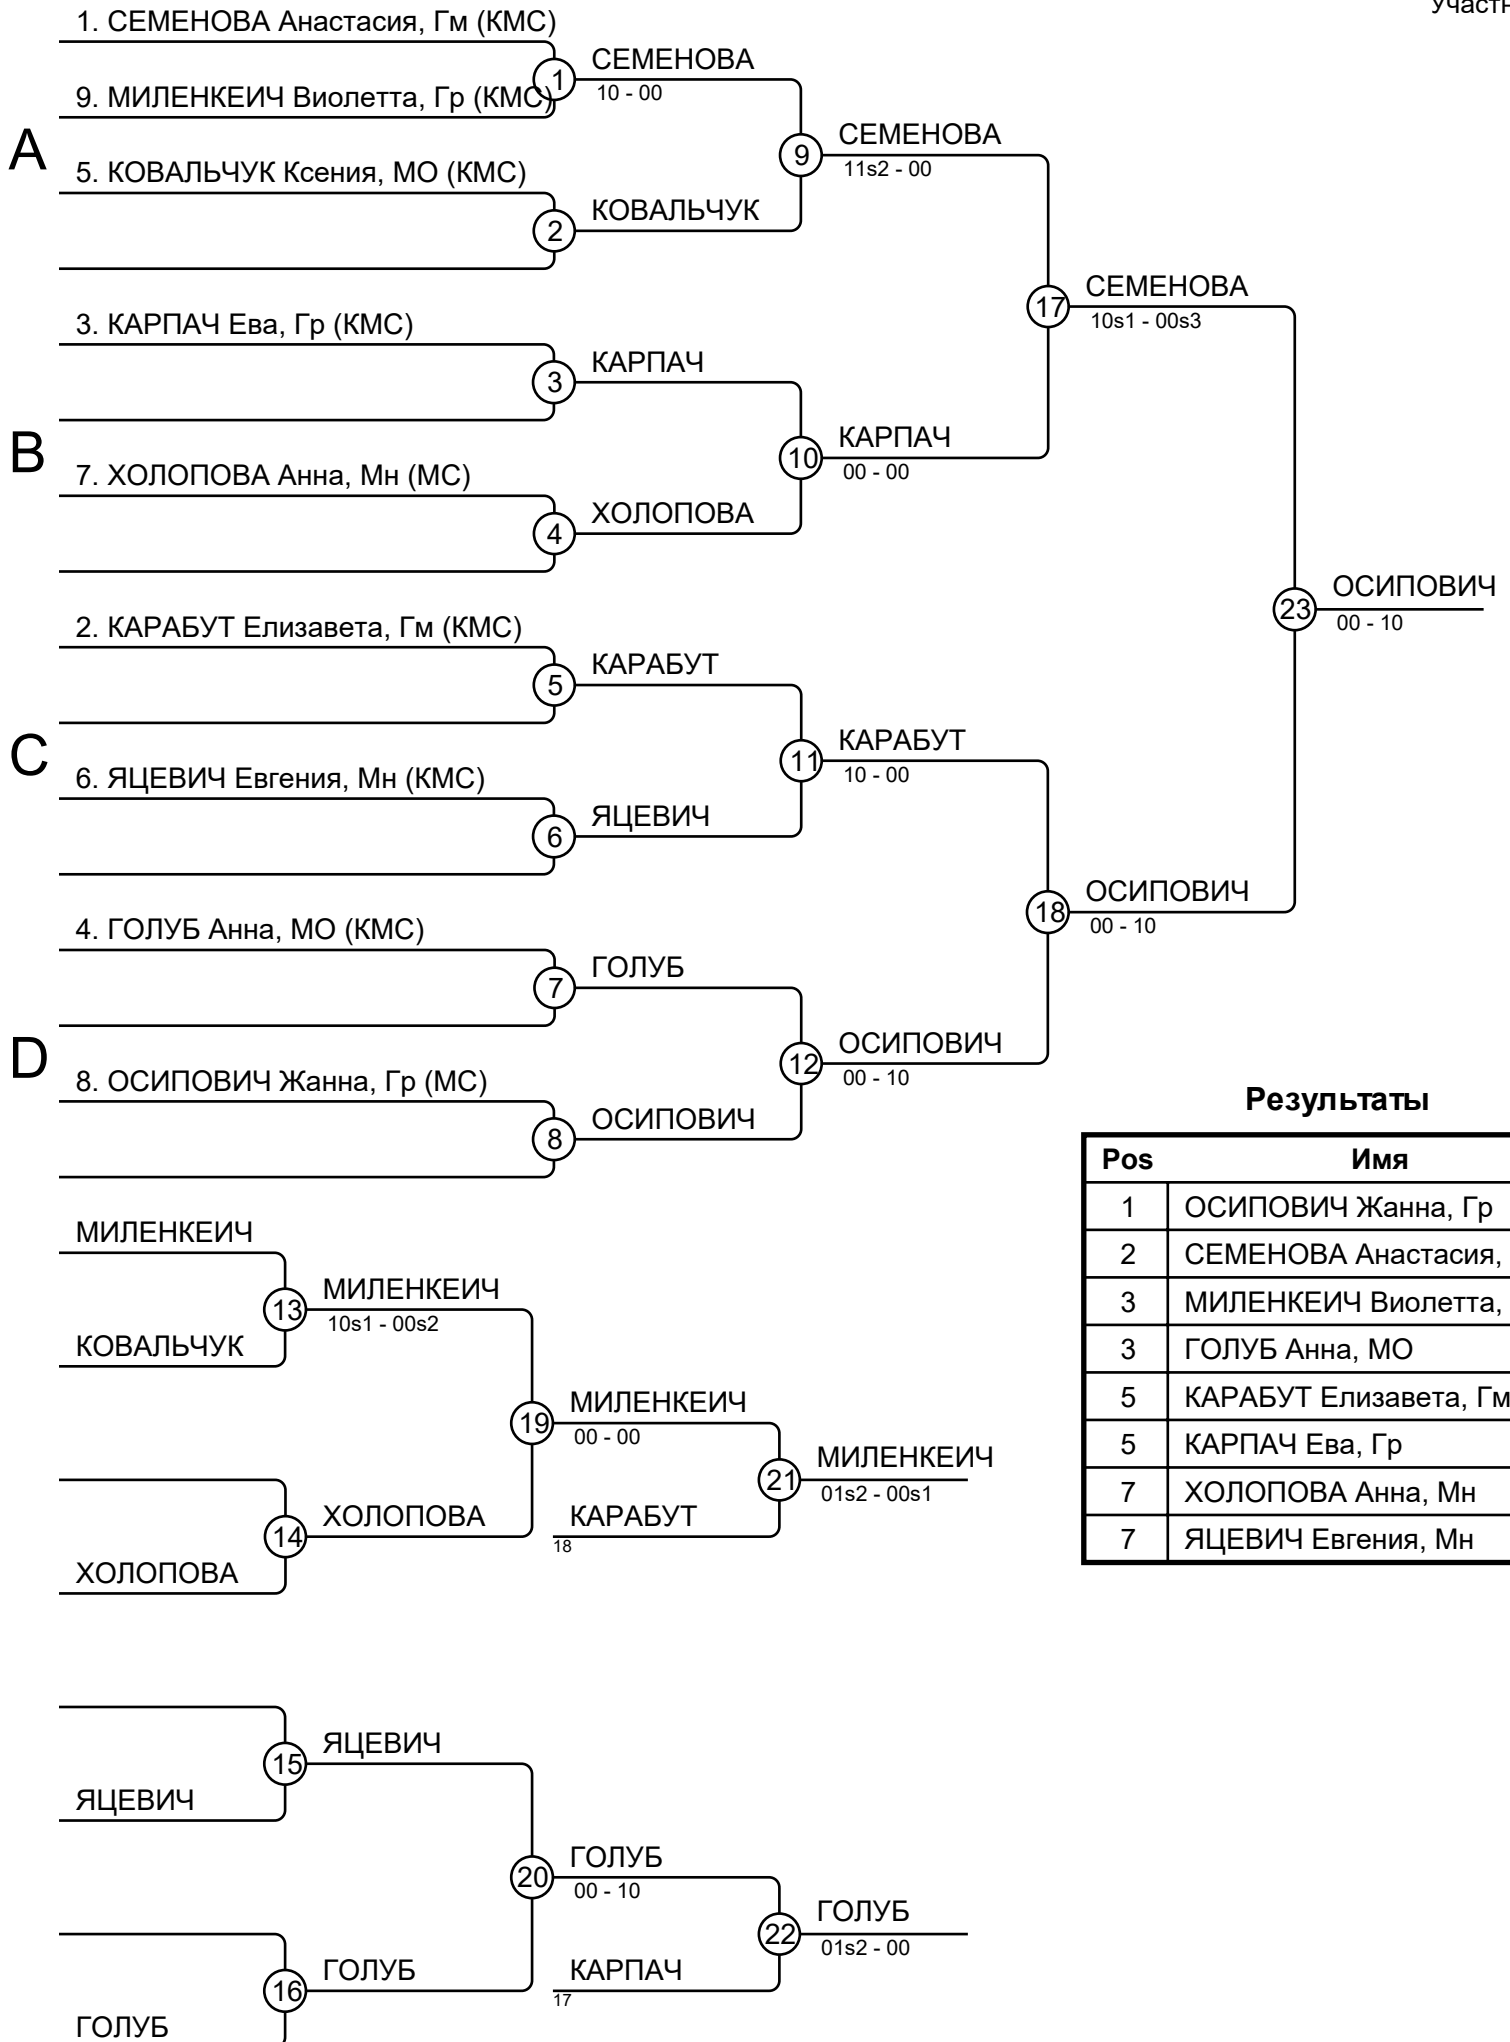 Участн
1. СЕМЕНОВА Анастасия, Гм (КМС)
1
СЕМЕНОВА
10 - 00
9. МИЛЕНКЕИЧ Виолетта, Гр (КМС)
A
9
СЕМЕНОВА
11s2 - 00
5. КОВАЛЬЧУК Ксения, МО (КМС)
2
КОВАЛЬЧУК
17
СЕМЕНОВА
10s1 - 00s3
3. КАРПАЧ Ева, Гр (КМС)
3
КАРПАЧ
B
10
КАРПАЧ
00 - 00
7. ХОЛОПОВА Анна, Мн (МС)
4
ХОЛОПОВА
23
ОСИПОВИЧ
00 - 10
2. КАРАБУТ Елизавета, Гм (КМС)
5
КАРАБУТ
C
11
КАРАБУТ
10 - 00
6. ЯЦЕВИЧ Евгения, Мн (КМС)
6
ЯЦЕВИЧ
18
ОСИПОВИЧ
00 - 10
4. ГОЛУБ Анна, МО (КМС)
7
ГОЛУБ
D
12
ОСИПОВИЧ
00 - 10
8. ОСИПОВИЧ Жанна, Гр (МС)
8
ОСИПОВИЧ
Результаты
Pos Имя
1 ОСИПОВИЧ Жанна, Гр
2 СЕМЕНОВА Анастасия,
3 МИЛЕНКЕИЧ Виолетта,
3 ГОЛУБ Анна, МО
5 КАРАБУТ Елизавета, Гм
5 КАРПАЧ Ева, Гр
7 ХОЛОПОВА Анна, Мн
7 ЯЦЕВИЧ Евгения, Мн
МИЛЕНКЕИЧ
13
МИЛЕНКЕИЧ
10s1 - 00s2
КОВАЛЬЧУК
19
МИЛЕНКЕИЧ
00 - 00
21
МИЛЕНКЕИЧ
01s2 - 00s1
14
ХОЛОПОВА
КАРАБУТ
18
ХОЛОПОВА
15
ЯЦЕВИЧ
ЯЦЕВИЧ
20
ГОЛУБ
00 - 10
22
ГОЛУБ
01s2 - 00
16
ГОЛУБ
КАРПАЧ
17
ГОЛУБ